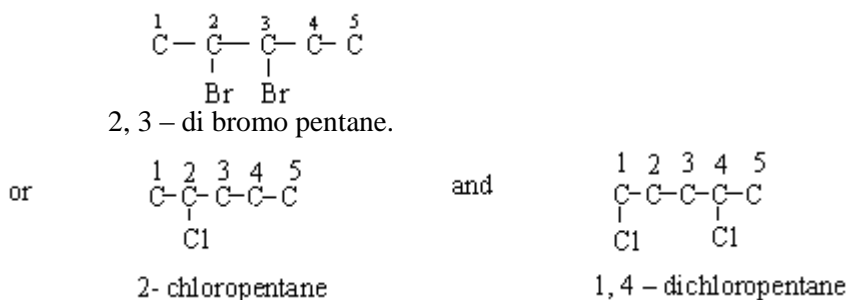 1 2 3 4 5
C – C – C – C – C
Br Br
2, 3 – di bromo pentane.
1 2 3 4 5 1 2 3 4 5
or C-C-C-C-C and C-C-C-C-C
Cl Cl Cl
2- chloropentane 1, 4 – dichloropentane